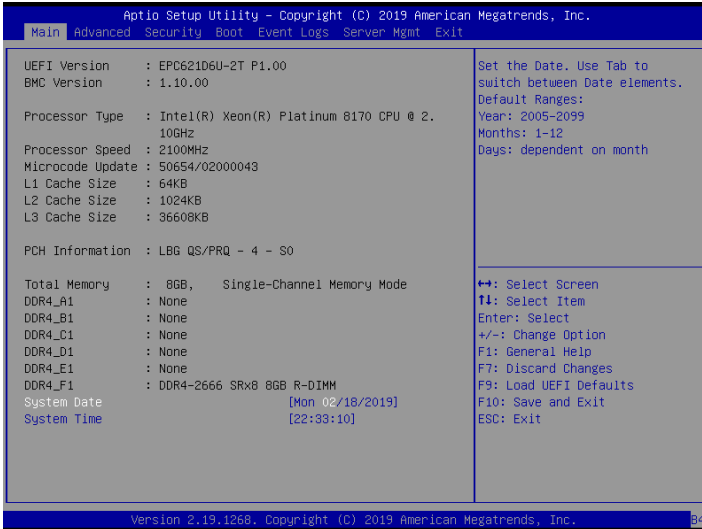 Aptio Setup Utility – Copyright (C) 2019 American Megatrends, Inc.
Main Advanced Security Boot Event Logs Server Mgmt Exit
UEFI Version : EPC621D6U-2T P1.00
BMC Version : 1.10.00
Processor Type : Intel(R) Xeon(R) Platinum 8170 CPU @ 2.
10GHz
Processor Speed : 2100MHz
Microcode Update : 50654/02000043
L1 Cache Size : 64KB
L2 Cache Size : 1024KB
L3 Cache Size : 36608KB
PCH Information : LBG QS/PRQ - 4 - S0
Total Memory : 8GB, Single-Channel Memory Mode
DDR4_A1 : None
DDR4_B1 : None
DDR4_C1 : None
DDR4_D1 : None
DDR4_E1 : None
DDR4_F1 : DDR4-2666 SRx8 8GB R-DIMM
System Date [Mon 02/18/2019]
System Time [22:33:10]
Set the Date. Use Tab to
switch between Date elements.
Default Ranges:
Year: 2005-2099
Months: 1-12
Days: dependent on month
↔: Select Screen
↑↓: Select Item
Enter: Select
+/-: Change Option
F1: General Help
F7: Discard Changes
F9: Load UEFI Defaults
F10: Save and Exit
ESC: Exit
Version 2.19.1268. Copyright (C) 2019 American Megatrends, Inc.
B4